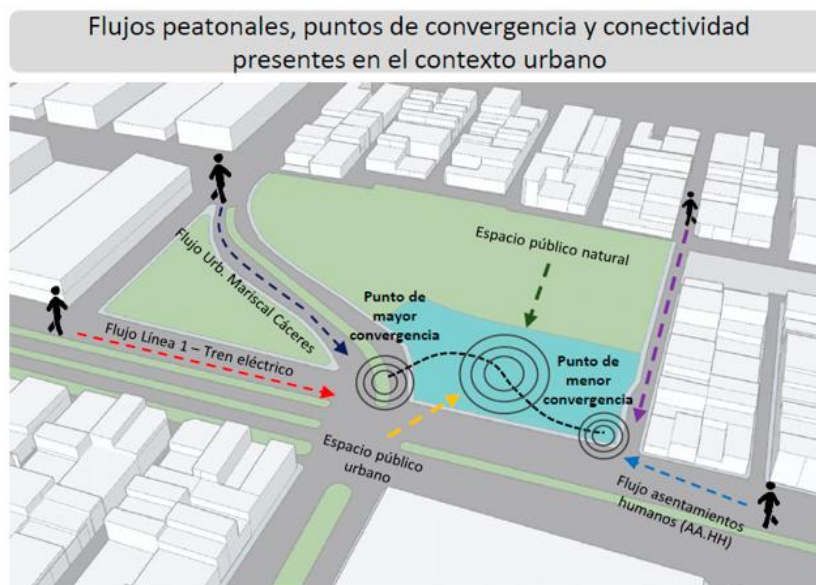 Flujos peatonales, puntos de convergencia y conectividad
presentes en el contexto urbano
Espacio público natural
Flujo Urb. Mariscal Cáceres
Punto de
mayor
convergencia
Flujo Línea 1 – Tren eléctrico
Punto de
menor
convergencia
Espacio público
urbano
Flujo asentamientos
humanos (AA.HH)